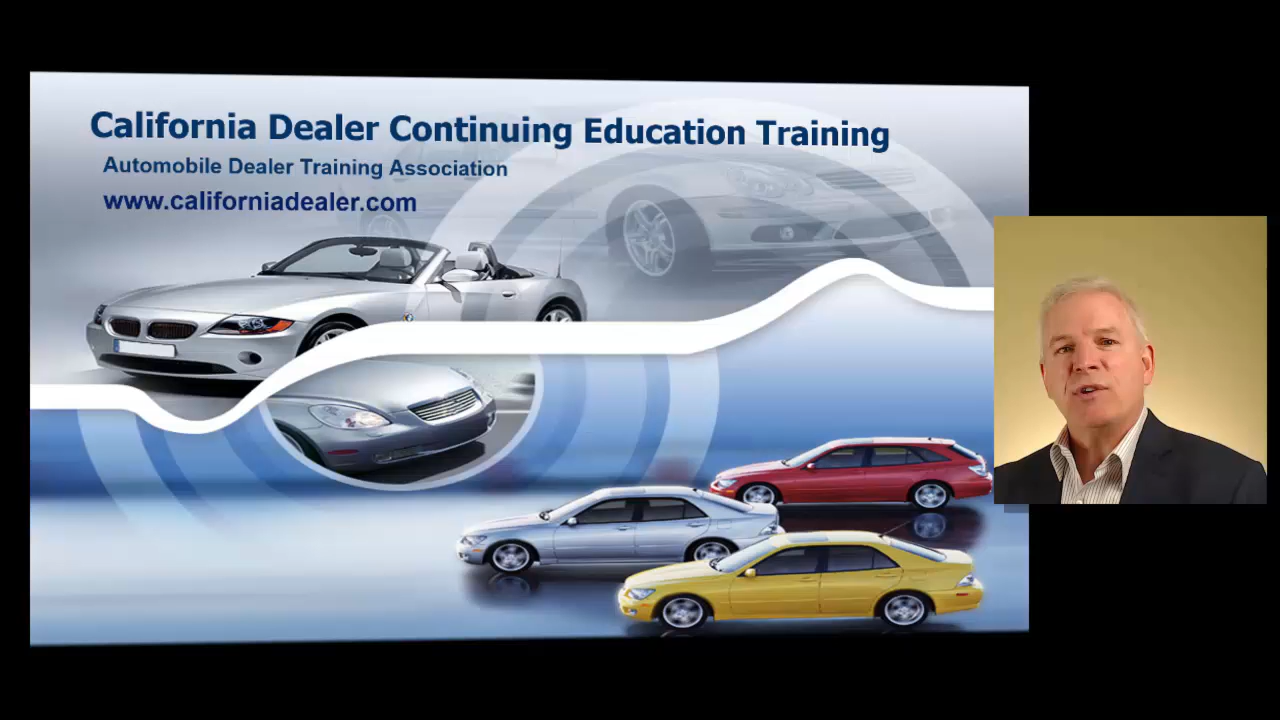 California Dealer Continuing Education Training
Automobile Dealer Training Association
www.californiadealer.com